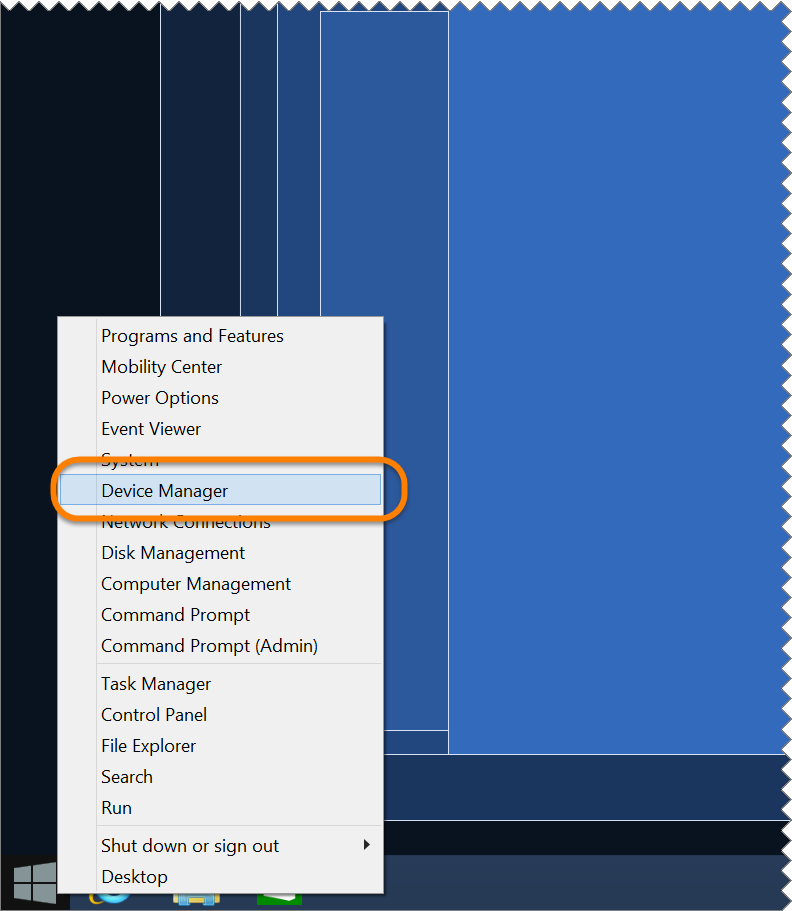 Programs and Features
Mobility Center
Power Options
Event Viewer
System
Device Manager
Network Connections
Disk Management
Computer Management
Command Prompt
Command Prompt (Admin)
Task Manager
Control Panel
File Explorer
Search
Run
Shut down or sign out
Desktop